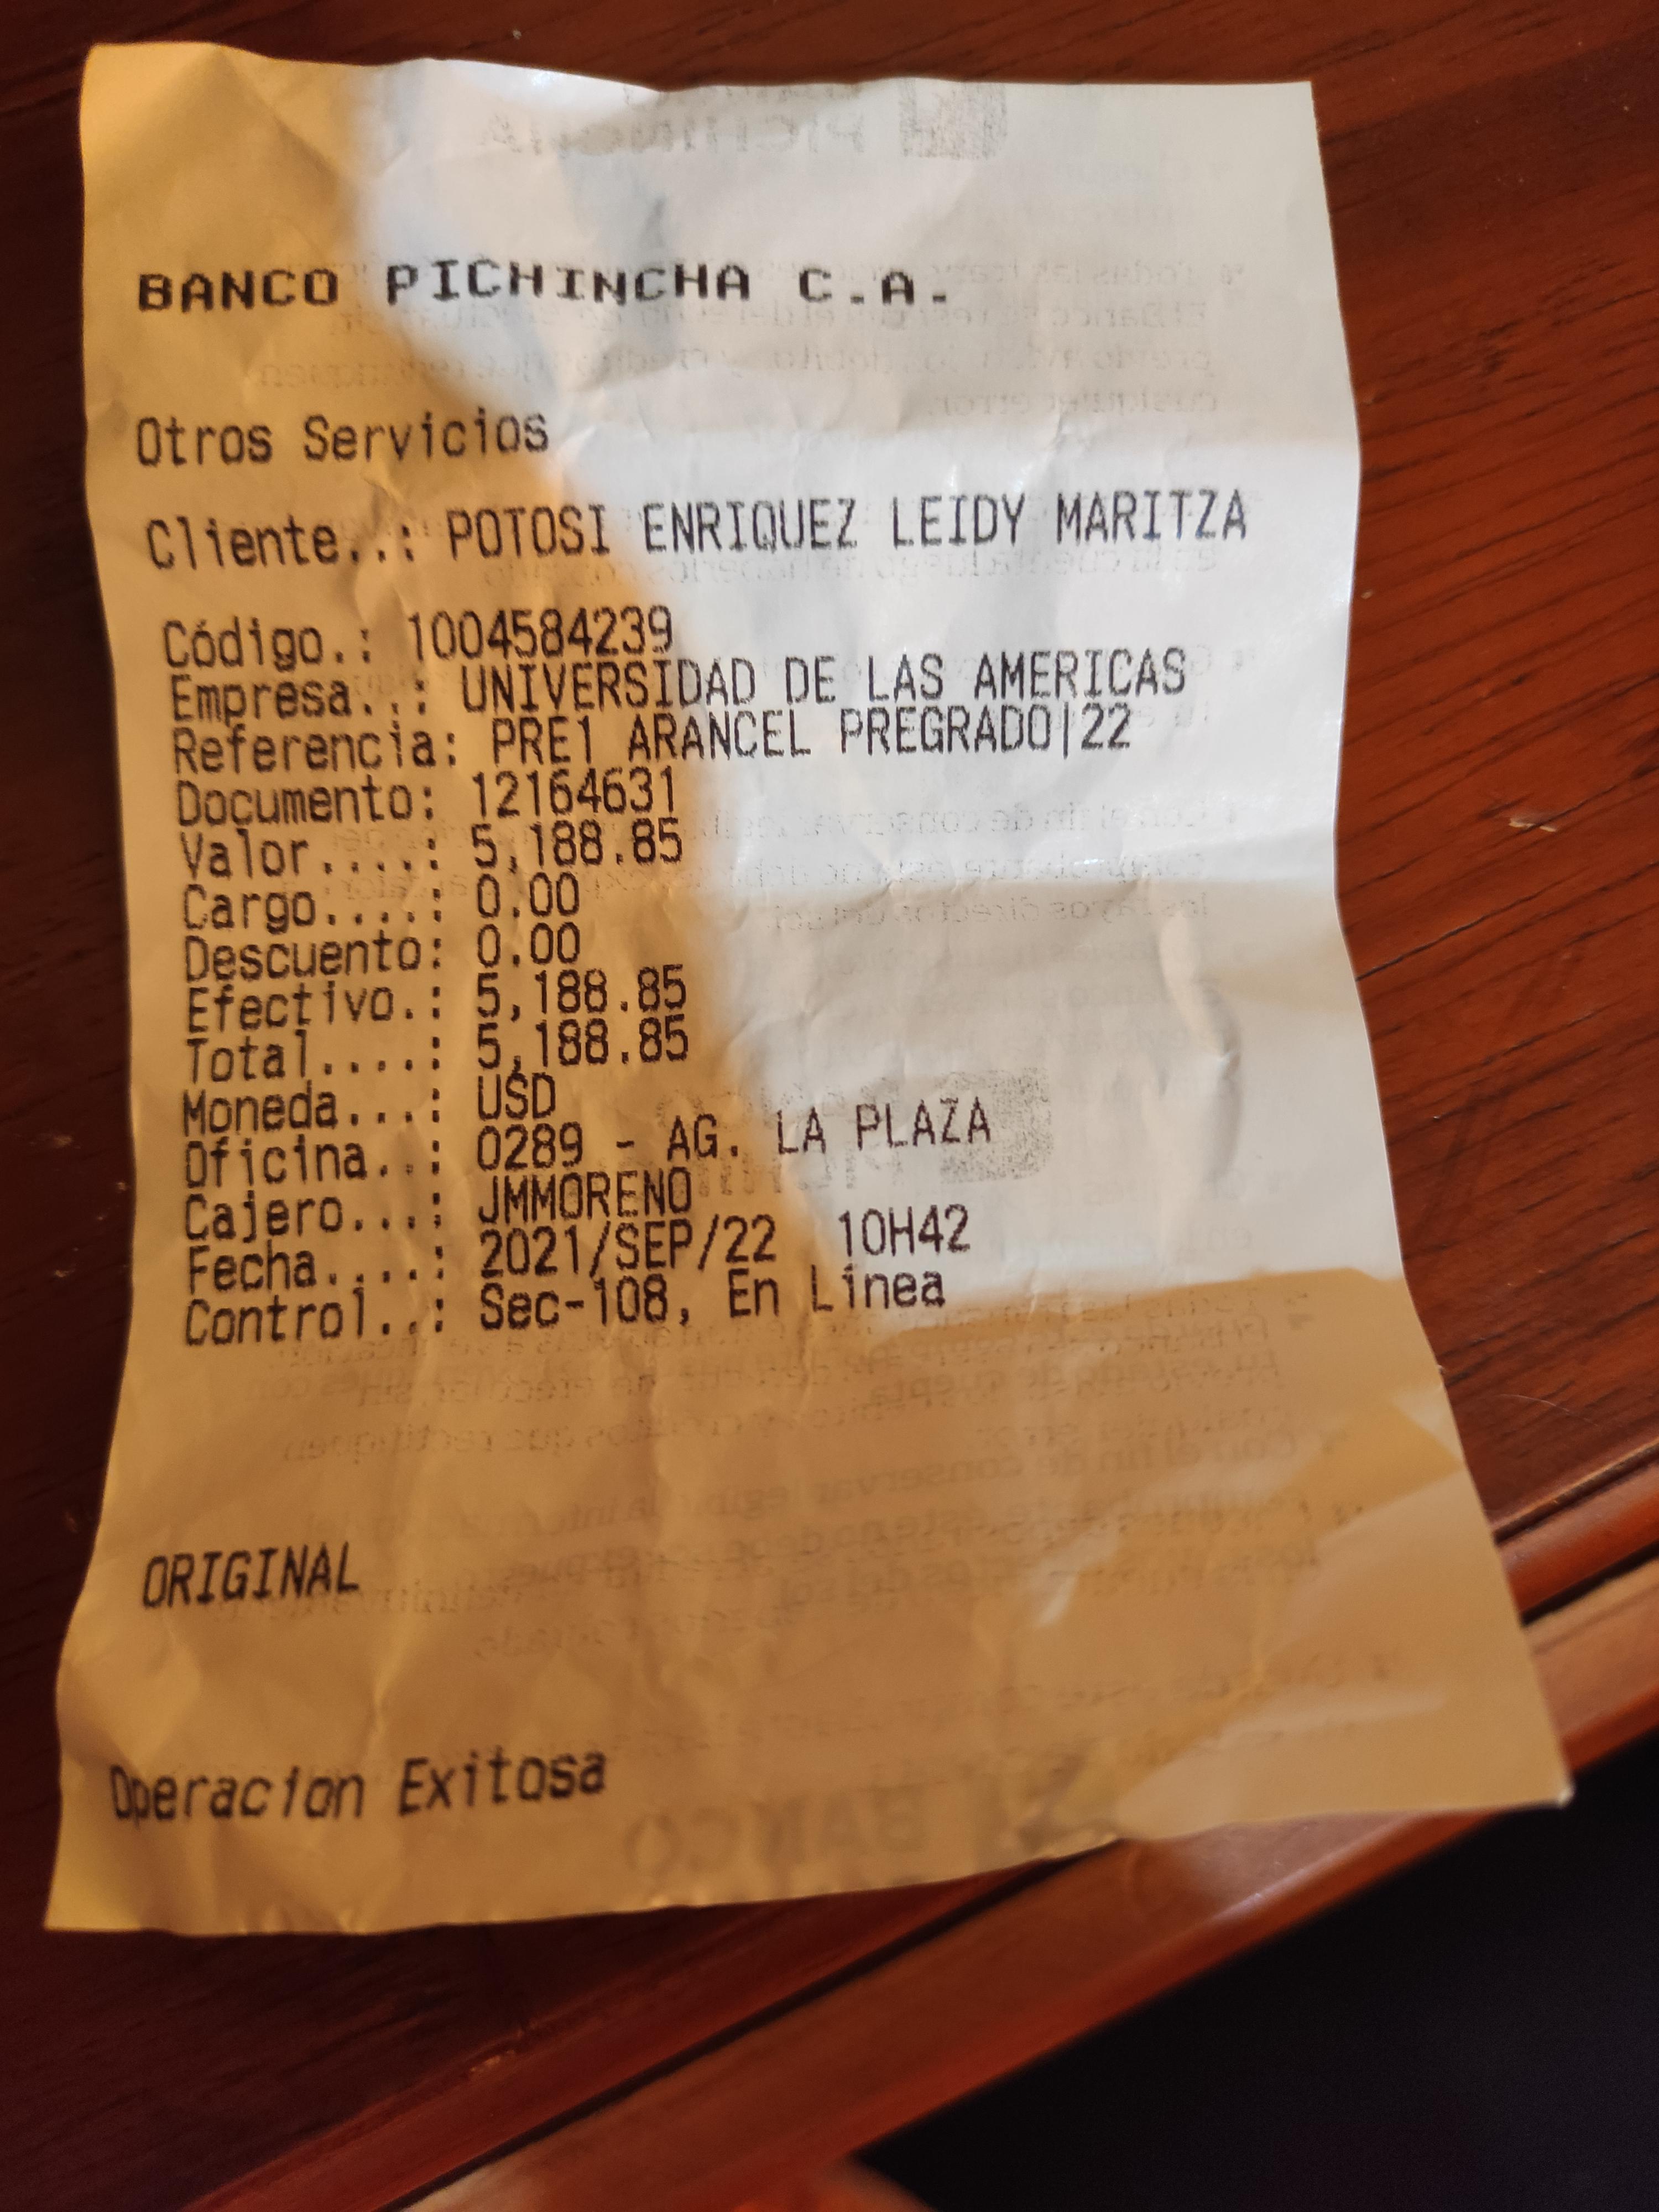 BANCO PICHINCHA C.A.
Otros Servicios
Cliente..: POTOSI ENRIQUEZ LEIDY MARITZA
Código.: 1004584239
Empresa..: UNIVERSIDAD DE LAS AMERICAS
Referencia: PRE1 ARANCEL PREGRADO|22
Documento: 12164631
Valor....: 5,188.85
Cargo....: 0.00
Descuento: 0.00
Efectivo.: 5,188.85
Total....: 5,188.85
Moneda...: USD
Oficina..: 0289 - AG. LA PLAZA
Cajero...: JMMORENO
Fecha....: 2021/SEP/22 10H42
Control..: Sec-108, En Línea
ORIGINAL
Operacion Exitosa